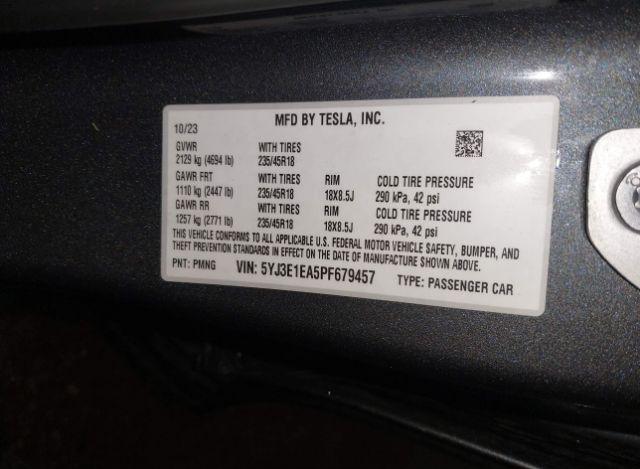 MFD BY TESLA, INC.
10/23
GVWR WITH TIRES
2129 kg (4694 lb) 235/45R18
GAWR FRT WITH TIRES RIM COLD TIRE PRESSURE
1110 kg (2447 lb) 235/45R18 18X8.5J 290 kPa, 42 psi
GAWR RR WITH TIRES RIM COLD TIRE PRESSURE
1257 kg (2771 lb) 235/45R18 18X8.5J 290 kPa, 42 psi
THIS VEHICLE CONFORMS TO ALL APPLICABLE U.S. FEDERAL MOTOR VEHICLE SAFETY, BUMPER, AND
THEFT PREVENTION STANDARDS IN EFFECT ON THE DATE OF MANUFACTURE SHOWN ABOVE.
PNT: PMNG VIN: 5YJ3E1EA5PF679457 TYPE: PASSENGER CAR